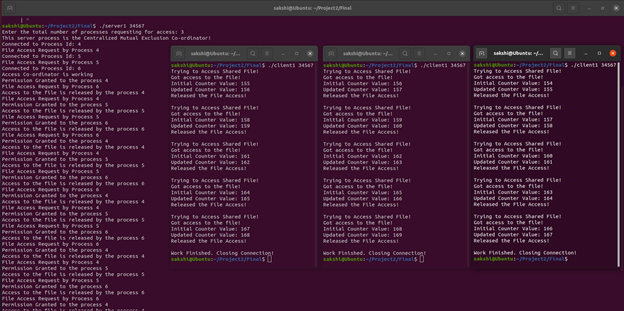 sakshi@Ubuntu: ~/Project2/Final
| ^
sakshi@Ubuntu:~/Project2/Final$ ./server1 34567
Enter the total number of processes requesting for access: 3
This server process is the Centralized Mutual Exclusion Co-ordinator!
Connected to Process Id: 4
File Access Request by Process 4
Connected to Process Id: 5
File Access Request by Process 5
Connected to Process Id: 6
Access Co-ordinator is working
Permission Granted to the process 4
File Access Request by Process 6
Access to the file is released by the process 4
File Access Request by Process 4
Permission Granted to the process 5
Access to the file is released by the process 5
File Access Request by Process 5
Permission Granted to the process 6
Access to the file is released by the process 6
File Access Request by Process 6
Permission Granted to the process 4
Access to the file is released by the process 4
File Access Request by Process 4
Permission Granted to the process 5
Access to the file is released by the process 5
File Access Request by Process 5
Permission Granted to the process 6
Access to the file is released by the process 6
File Access Request by Process 6
Permission Granted to the process 4
Access to the file is released by the process 4
File Access Request by Process 4
Permission Granted to the process 5
Access to the file is released by the process 5
File Access Request by Process 5
Permission Granted to the process 6
Access to the file is released by the process 6
File Access Request by Process 6
Permission Granted to the process 4
Access to the file is released by the process 4
File Access Request by Process 4
Permission Granted to the process 5
Access to the file is released by the process 5
File Access Request by Process 5
Access to the file is released by the process 6
File Access Request by Process 6
Permission Granted to the process 4
Access to the file is released by the process 4
sakshi@Ubuntu: ~/...
sakshi@Ubuntu:~/Project2/Final$ ./client1 34567
Trying to Access Shared File!
Got access to the file!
Initial Counter Value: 155
Updated Counter Value: 156
Released the File Access!
Trying to Access Shared File!
Got access to the file!
Initial Counter Value: 158
Updated Counter Value: 159
Released the File Access!
Trying to Access Shared File!
Got access to the file!
Initial Counter Value: 161
Updated Counter Value: 162
Released the File Access!
Trying to Access Shared File!
Got access to the file!
Initial Counter Value: 164
Updated Counter Value: 165
Released the File Access!
Trying to Access Shared File!
Got access to the file!
Initial Counter Value: 167
Updated Counter Value: 168
Released the File Access!
Work Finished. Closing Connection!
sakshi@Ubuntu:~/Project2/Final$
sakshi@Ubuntu: ~/...
sakshi@Ubuntu:~/Project2/Final$ ./client1 34567
Trying to Access Shared File!
Got access to the file!
Initial Counter Value: 156
Updated Counter Value: 157
Released the File Access!
Trying to Access Shared File!
Got access to the file!
Initial Counter Value: 159
Updated Counter Value: 160
Released the File Access!
Trying to Access Shared File!
Got access to the file!
Initial Counter Value: 162
Updated Counter Value: 163
Released the File Access!
Trying to Access Shared File!
Got access to the file!
Initial Counter Value: 165
Updated Counter Value: 166
Released the File Access!
Trying to Access Shared File!
Got access to the file!
Initial Counter Value: 168
Updated Counter Value: 169
Released the File Access!
Work Finished. Closing Connection!
sakshi@Ubuntu:~/Project2/Final$
sakshi@Ubuntu: ~/...
sakshi@Ubuntu:~/Project2/Final$ ./client1 34567
Trying to Access Shared File!
Got access to the file!
Initial Counter Value: 154
Updated Counter Value: 155
Released the File Access!
Trying to Access Shared File!
Got access to the file!
Initial Counter Value: 157
Updated Counter Value: 158
Released the File Access!
Trying to Access Shared File!
Got access to the file!
Initial Counter Value: 160
Updated Counter Value: 161
Released the File Access!
Trying to Access Shared File!
Got access to the file!
Initial Counter Value: 163
Updated Counter Value: 164
Released the File Access!
Trying to Access Shared File!
Got access to the file!
Initial Counter Value: 166
Updated Counter Value: 167
Released the File Access!
Work Finished. Closing Connection!
sakshi@Ubuntu:~/Project2/Final$